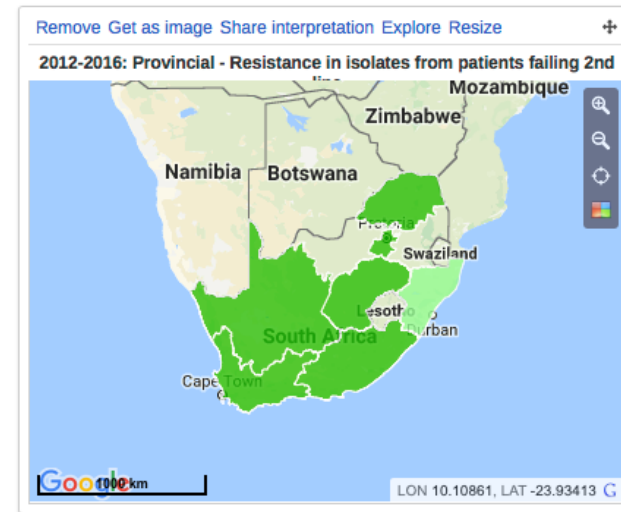 Remove Get as image Share interpretation Explore Resize
2012-2016: Provincial - Resistance in isolates from patients failing 2nd
line
Mozambique
Zimbabwe
Namibia
Botswana
Pretoria
Swaziland
Lesotho
Durban
South Africa
Cape Town
Google
1000 km
LON 10.10861, LAT -23.93413 G